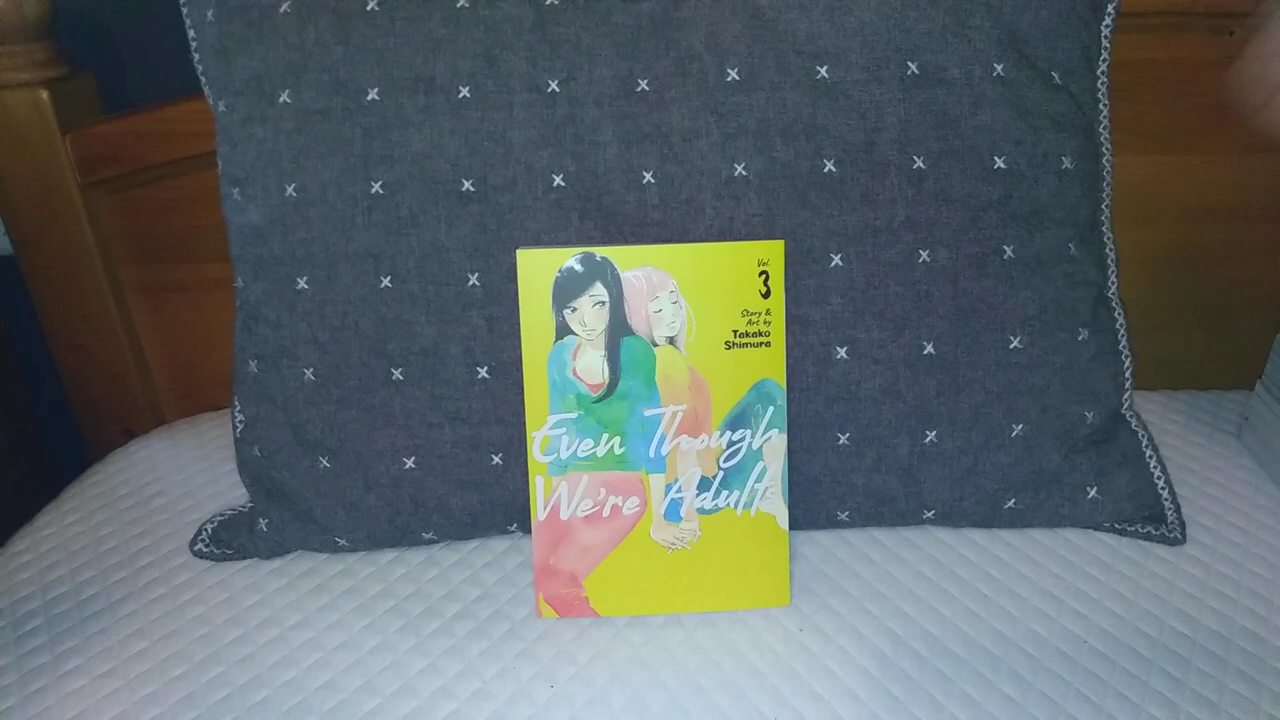 Vol.
3
Story &
Art by
Takako
Shimura
Even Though
We're Adults